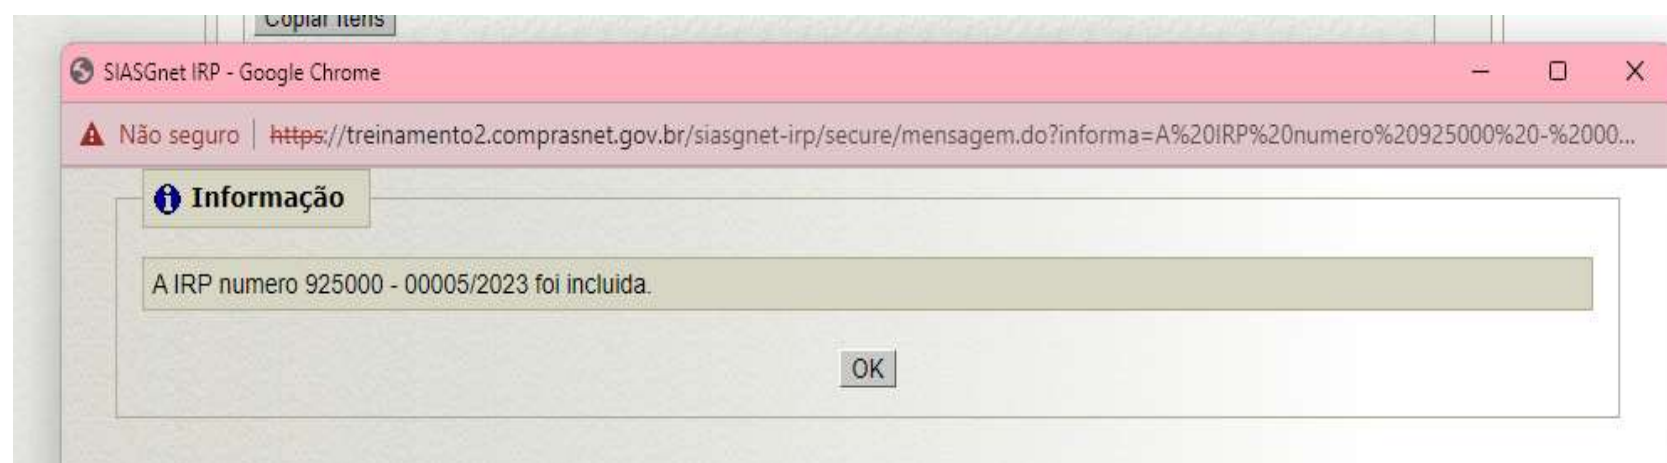 Copiar Itens
SIASGnet IRP - Google Chrome
Não seguro | https://treinamento2.comprasnet.gov.br/siasgnet-irp/secure/mensagem.do?informa=A%20IRP%20numero%20925000%20-%2000...
Informação
A IRP numero 925000 - 00005/2023 foi incluida.
OK